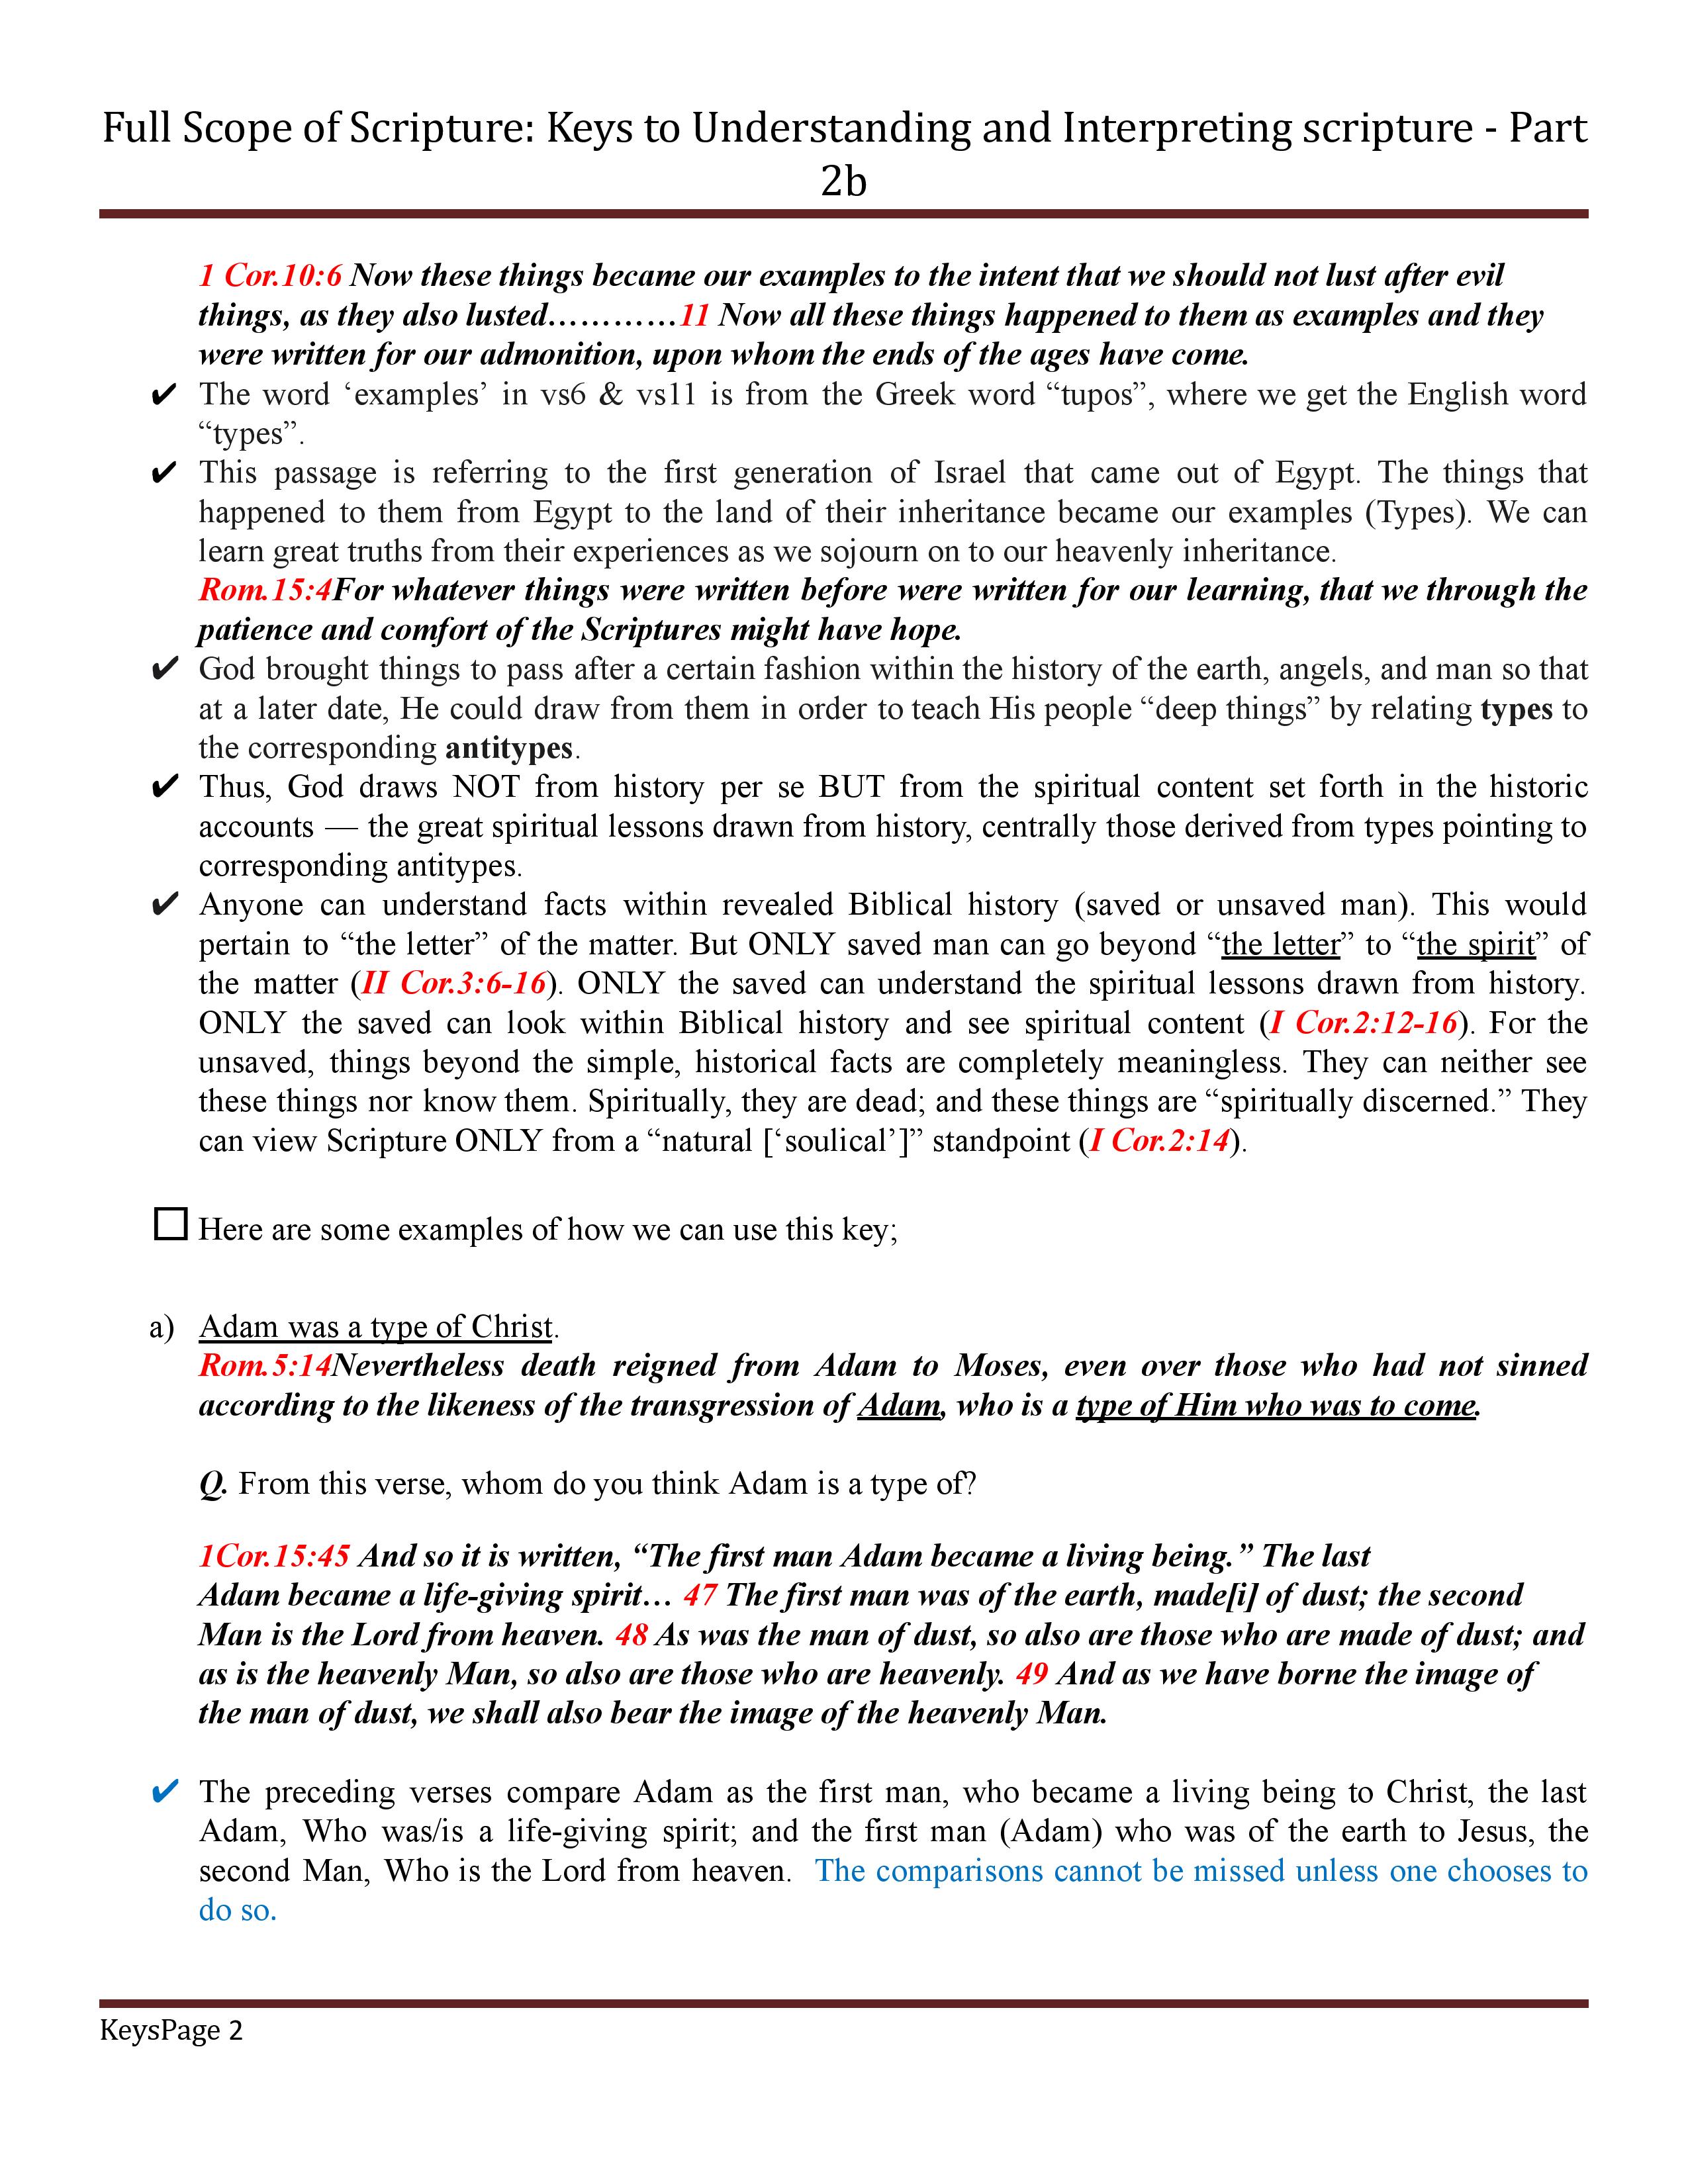 Full Scope of Scripture: Keys to Understanding and Interpreting scripture - Part
2b
1 Cor.10:6 Now these things became our examples to the intent that we should not lust after evil
things, as they also lusted…………11 Now all these things happened to them as examples and they
were written for our admonition, upon whom the ends of the ages have come.
✔ The word ‘examples’ in vs6 & vs11 is from the Greek word “tupos”, where we get the English word
“types”.
✔ This passage is referring to the first generation of Israel that came out of Egypt. The things that
happened to them from Egypt to the land of their inheritance became our examples (Types). We can
learn great truths from their experiences as we sojourn on to our heavenly inheritance.
Rom.15:4For whatever things were written before were written for our learning, that we through the
patience and comfort of the Scriptures might have hope.
✔ God brought things to pass after a certain fashion within the history of the earth, angels, and man so that
at a later date, He could draw from them in order to teach His people “deep things” by relating types to
the corresponding antitypes.
✔ Thus, God draws NOT from history per se BUT from the spiritual content set forth in the historic
accounts — the great spiritual lessons drawn from history, centrally those derived from types pointing to
corresponding antitypes.
✔ Anyone can understand facts within revealed Biblical history (saved or unsaved man). This would
pertain to “the letter” of the matter. But ONLY saved man can go beyond “the letter” to “the spirit” of
the matter (II Cor.3:6-16). ONLY the saved can understand the spiritual lessons drawn from history.
ONLY the saved can look within Biblical history and see spiritual content (I Cor.2:12-16). For the
unsaved, things beyond the simple, historical facts are completely meaningless. They can neither see
these things nor know them. Spiritually, they are dead; and these things are “spiritually discerned.” They
can view Scripture ONLY from a “natural [‘soulical’]” standpoint (I Cor.2:14).
☐ Here are some examples of how we can use this key;
a) Adam was a type of Christ.
Rom.5:14Nevertheless death reigned from Adam to Moses, even over those who had not sinned
according to the likeness of the transgression of Adam, who is a type of Him who was to come.
Q. From this verse, whom do you think Adam is a type of?
1Cor.15:45 And so it is written, “The first man Adam became a living being.” The last
Adam became a life-giving spirit… 47 The first man was of the earth, made[i] of dust; the second
Man is the Lord from heaven. 48 As was the man of dust, so also are those who are made of dust; and
as is the heavenly Man, so also are those who are heavenly. 49 And as we have borne the image of
the man of dust, we shall also bear the image of the heavenly Man.
✔ The preceding verses compare Adam as the first man, who became a living being to Christ, the last
Adam, Who was/is a life-giving spirit; and the first man (Adam) who was of the earth to Jesus, the
second Man, Who is the Lord from heaven. The comparisons cannot be missed unless one chooses to
do so.
KeysPage 2